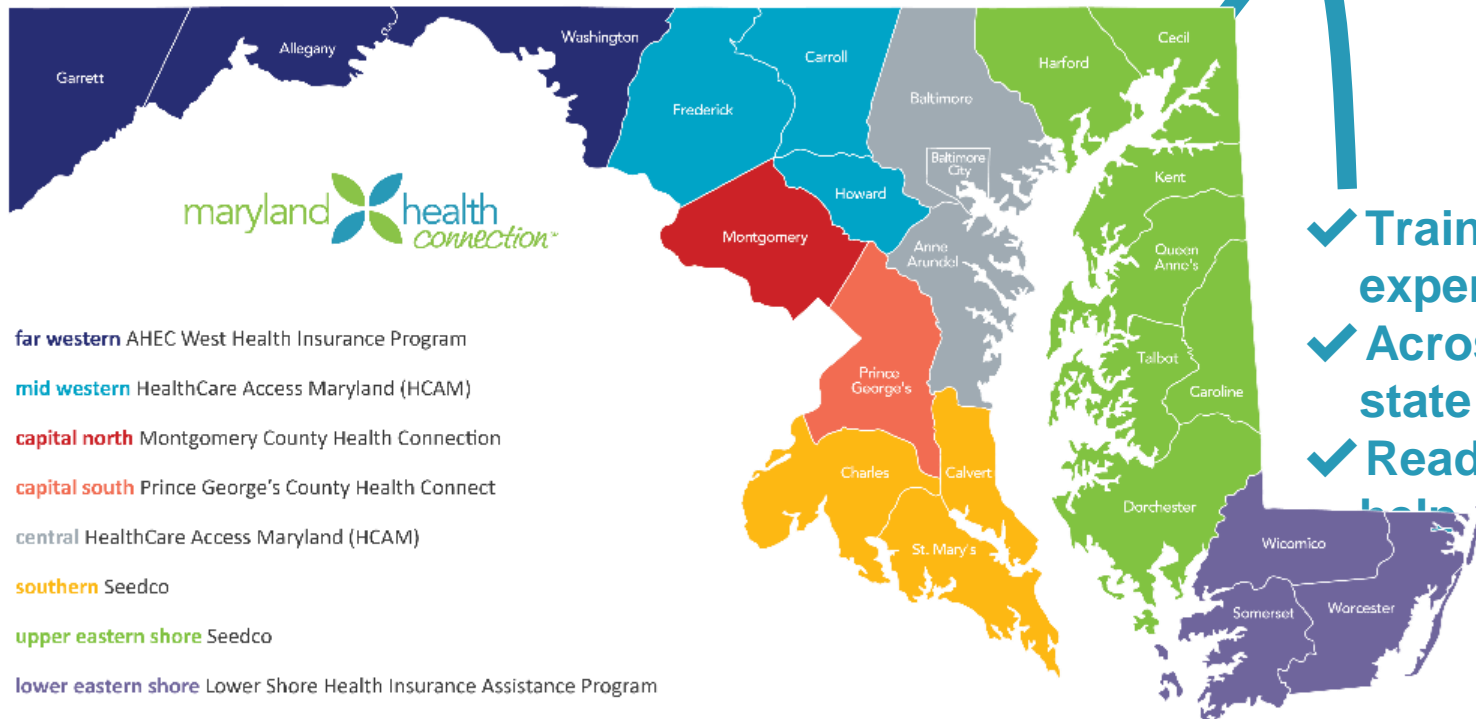 Garrett
Allegany
Washington
Frederick
Carroll
Baltimore
Baltimore
City
Harford
Cecil
Kent
Howard
Montgomery
Anne
Arundel
Queen
Anne's
Prince
George's
Talbot
Caroline
Charles
Calvert
St. Mary's
Dorchester
Wicomico
Somerset
Worcester
maryland health
connection
far western AHEC West Health Insurance Program
mid western HealthCare Access Maryland (HCAM)
capital north Montgomery County Health Connection
capital south Prince George's County Health Connect
central HealthCare Access Maryland (HCAM)
southern Seedco
upper eastern shore Seedco
lower eastern shore Lower Shore Health Insurance Assistance Program
✓ Train
exper
✓ Acros
state
✓ Read